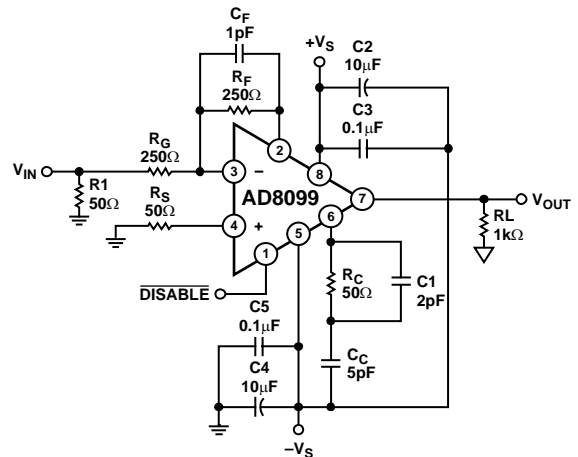 C_F
1pF
R_F
250Ω
+V_S
C2
10μF
C3
0.1μF
2
8
V_IN
R_G
250Ω
3
–
AD8099
7
V_OUT
R1
50Ω
R_S
50Ω
4
+
5
6
1
RL
1kΩ
DISABLE
R_C
50Ω
C1
2pF
C5
0.1μF
C4
10μF
C_C
5pF
–V_S